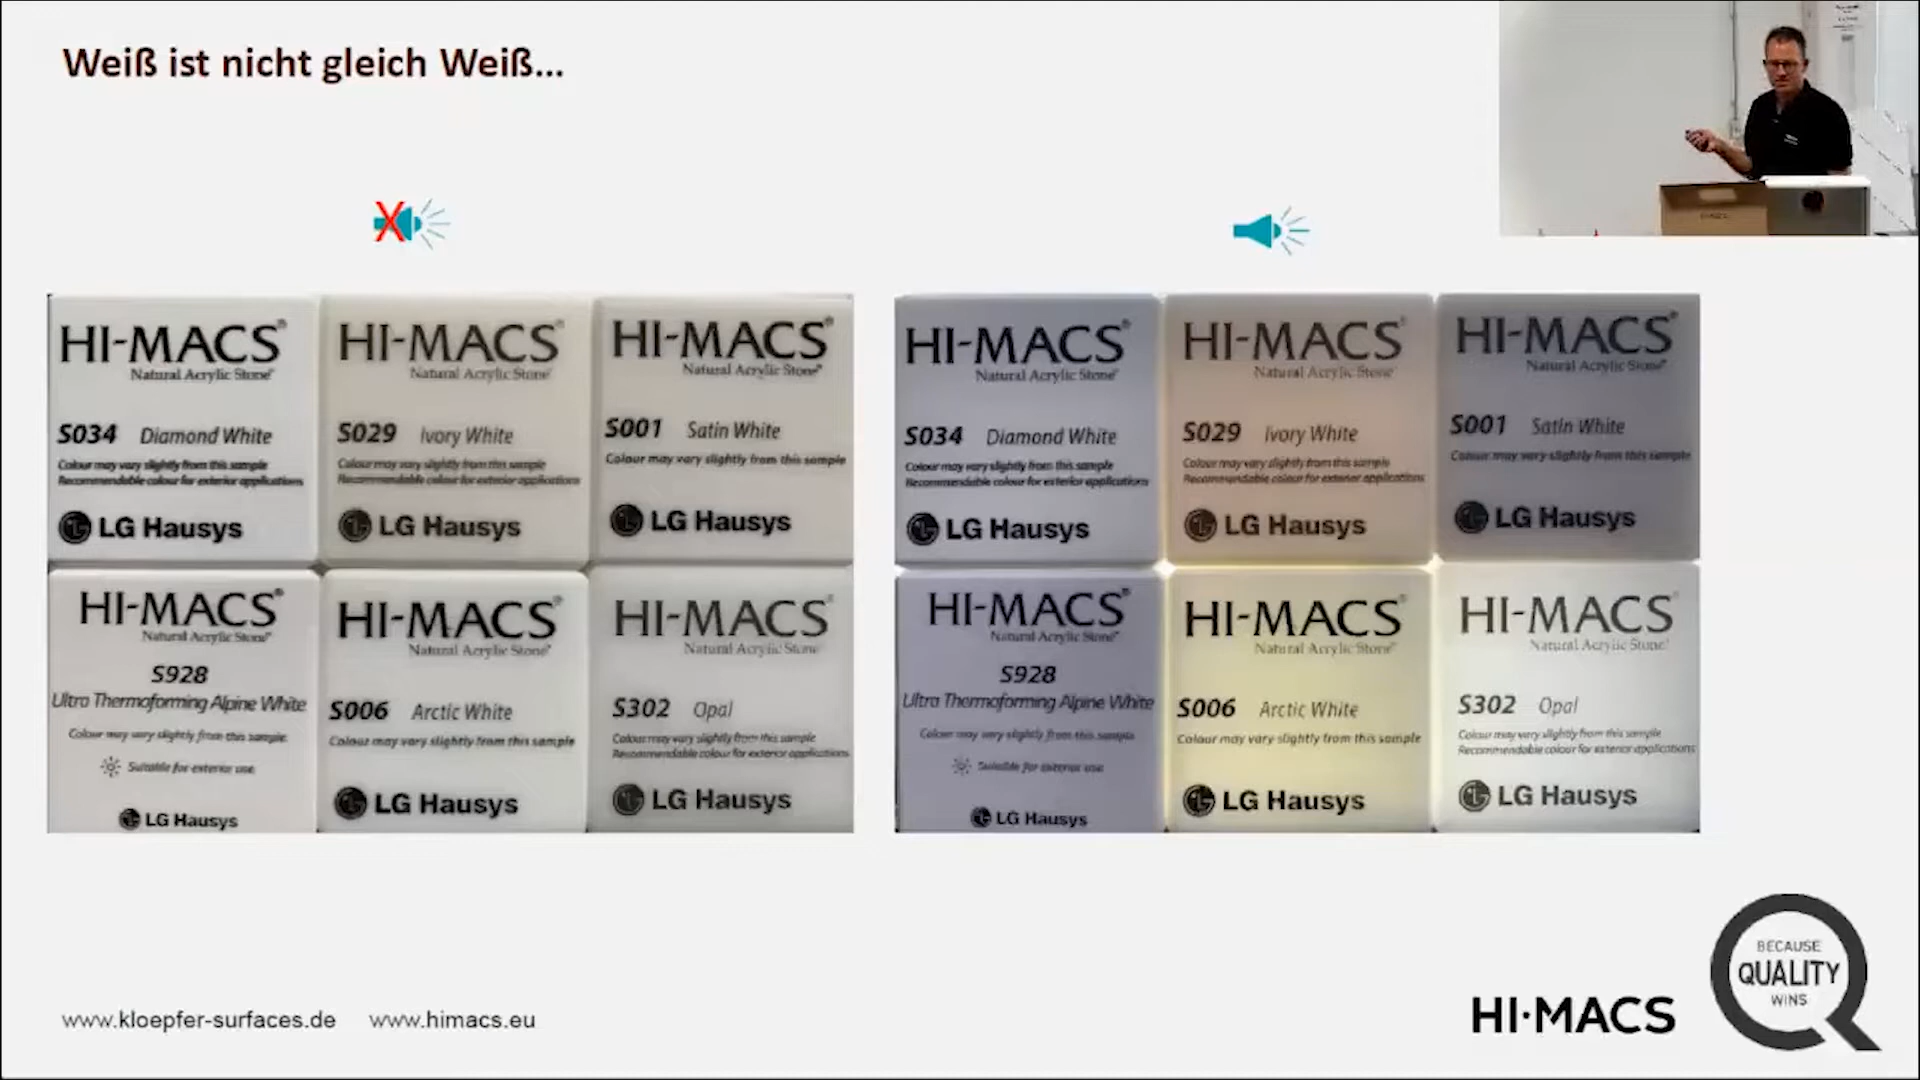 Weiß ist nicht gleich Weiß...
X
HI-MACS®
Natural Acrylic Stone®
S034 Diamond White
Colour may vary slightly from this sample
Recommendable colour for exterior applications
LG Hausys
HI-MACS®
Natural Acrylic Stone®
S029 Ivory White
Colour may vary slightly from this sample
Recommendable colour for exterior applications
LG Hausys
HI-MACS®
Natural Acrylic Stone®
S001 Satin White
Colour may vary slightly from this sample
LG Hausys
HI-MACS®
Natural Acrylic Stone®
S928
Ultra Thermoforming Alpine White
Colour may vary slightly from this sample.
Suitable for exterior use.
LG Hausys
HI-MACS®
Natural Acrylic Stone®
S006 Arctic White
Colour may vary slightly from this sample
LG Hausys
HI-MACS®
Natural Acrylic Stone®
S302 Opal
Colour may vary slightly from this sample
Recommendable colour for exterior applications
LG Hausys
HI-MACS®
Natural Acrylic Stone®
S034 Diamond White
Colour may vary slightly from this sample
Recommendable colour for exterior applications
LG Hausys
HI-MACS®
Natural Acrylic Stone®
S029 Ivory White
Colour may vary slightly from this sample
Recommendable colour for exterior applications
LG Hausys
HI-MACS®
Natural Acrylic Stone®
S001 Satin White
Colour may vary slightly from this sample
LG Hausys
HI-MACS®
Natural Acrylic Stone®
S928
Ultra Thermoforming Alpine White
Colour may vary slightly from this sample.
Suitable for exterior use.
LG Hausys
HI-MACS®
Natural Acrylic Stone®
S006 Arctic White
Colour may vary slightly from this sample
LG Hausys
HI-MACS®
Natural Acrylic Stone®
S302 Opal
Colour may vary slightly from this sample
Recommendable colour for exterior applications
LG Hausys
www.kloepfer-surfaces.de www.himacs.eu
HI·MACS
BECAUSE
QUALITY
WINS